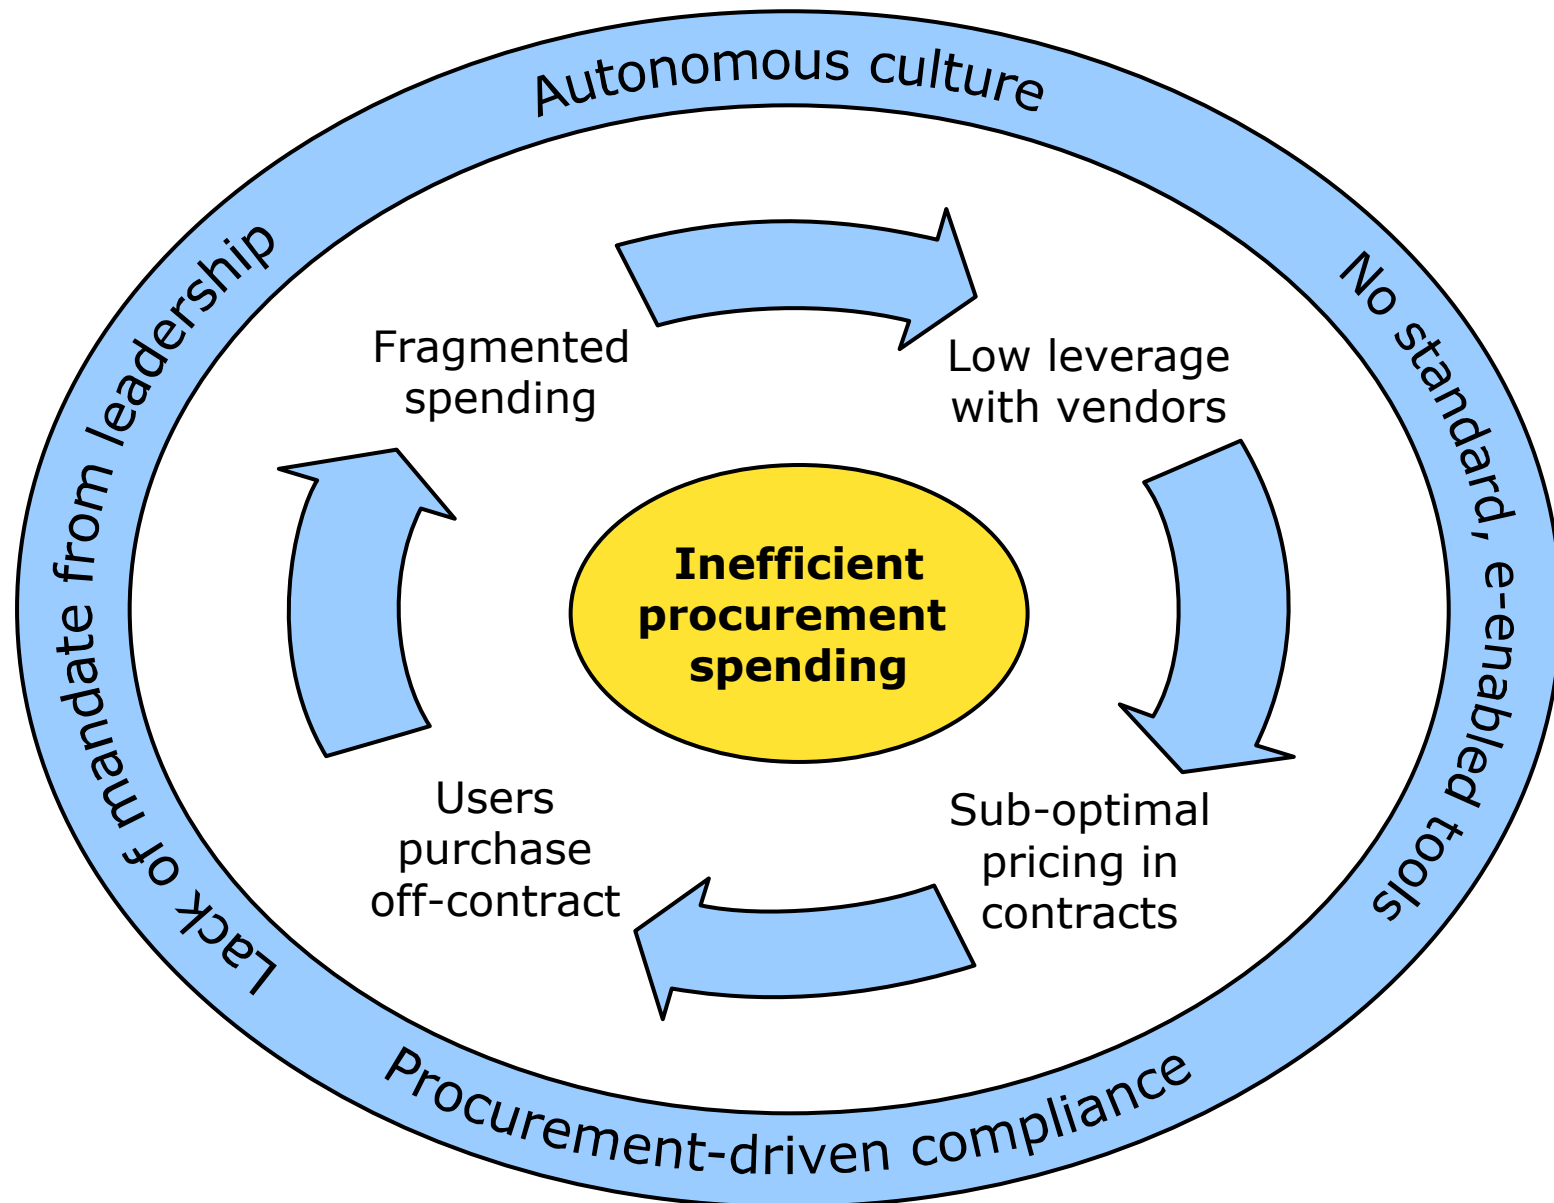 Autonomous culture
No standard, e-enabled tools
Procurement-driven compliance
Lack of mandate from leadership
Fragmented
spending
Low leverage
with vendors
Sub-optimal
pricing in
contracts
Users
purchase
off-contract
Inefficient
procurement
spending